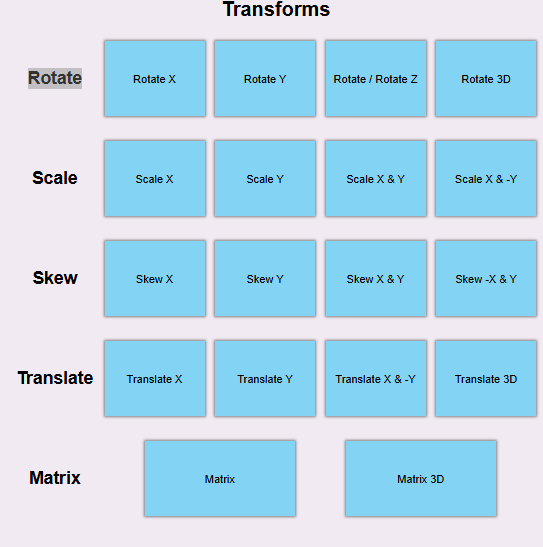 Transforms
Rotate
Rotate X
Rotate Y
Rotate / Rotate Z
Rotate 3D
Scale
Scale X
Scale Y
Scale X & Y
Scale X & -Y
Skew
Skew X
Skew Y
Skew X & Y
Skew -X & Y
Translate
Translate X
Translate Y
Translate X & -Y
Translate 3D
Matrix
Matrix
Matrix 3D